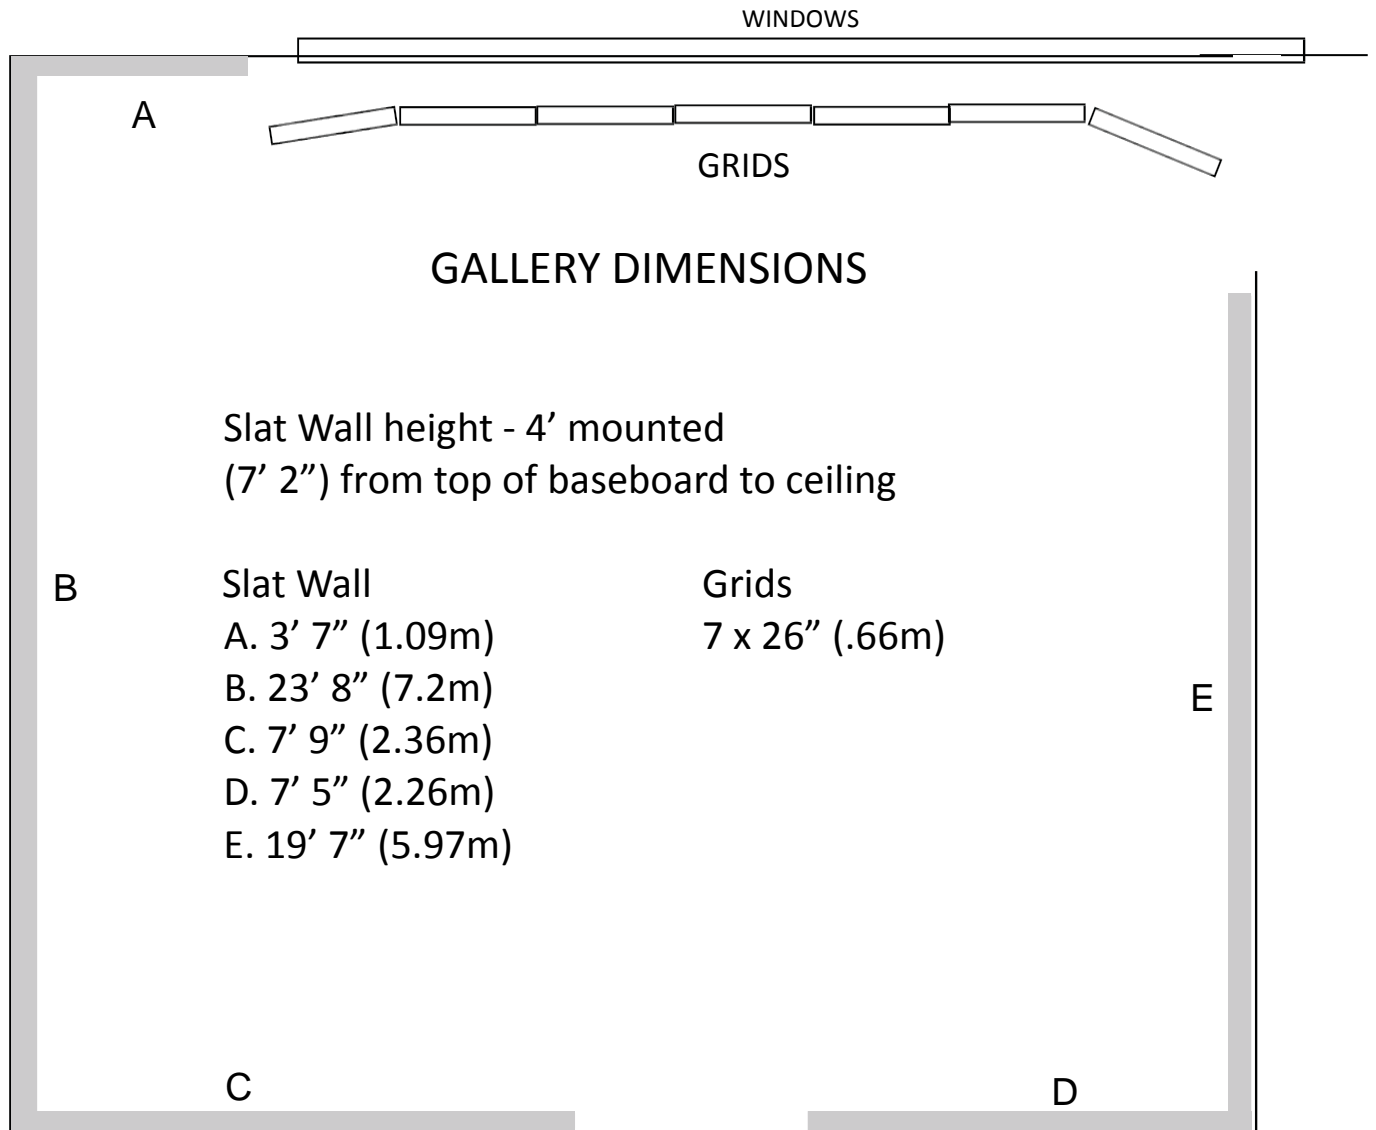 WINDOWS
A
GRIDS
GALLERY DIMENSIONS
Slat Wall height - 4’ mounted
(7’ 2”) from top of baseboard to ceiling
B
Slat Wall
A. 3’ 7” (1.09m)
B. 23’ 8” (7.2m)
C. 7’ 9” (2.36m)
D. 7’ 5” (2.26m)
E. 19’ 7” (5.97m)
Grids
7 x 26” (.66m)
E
C
D